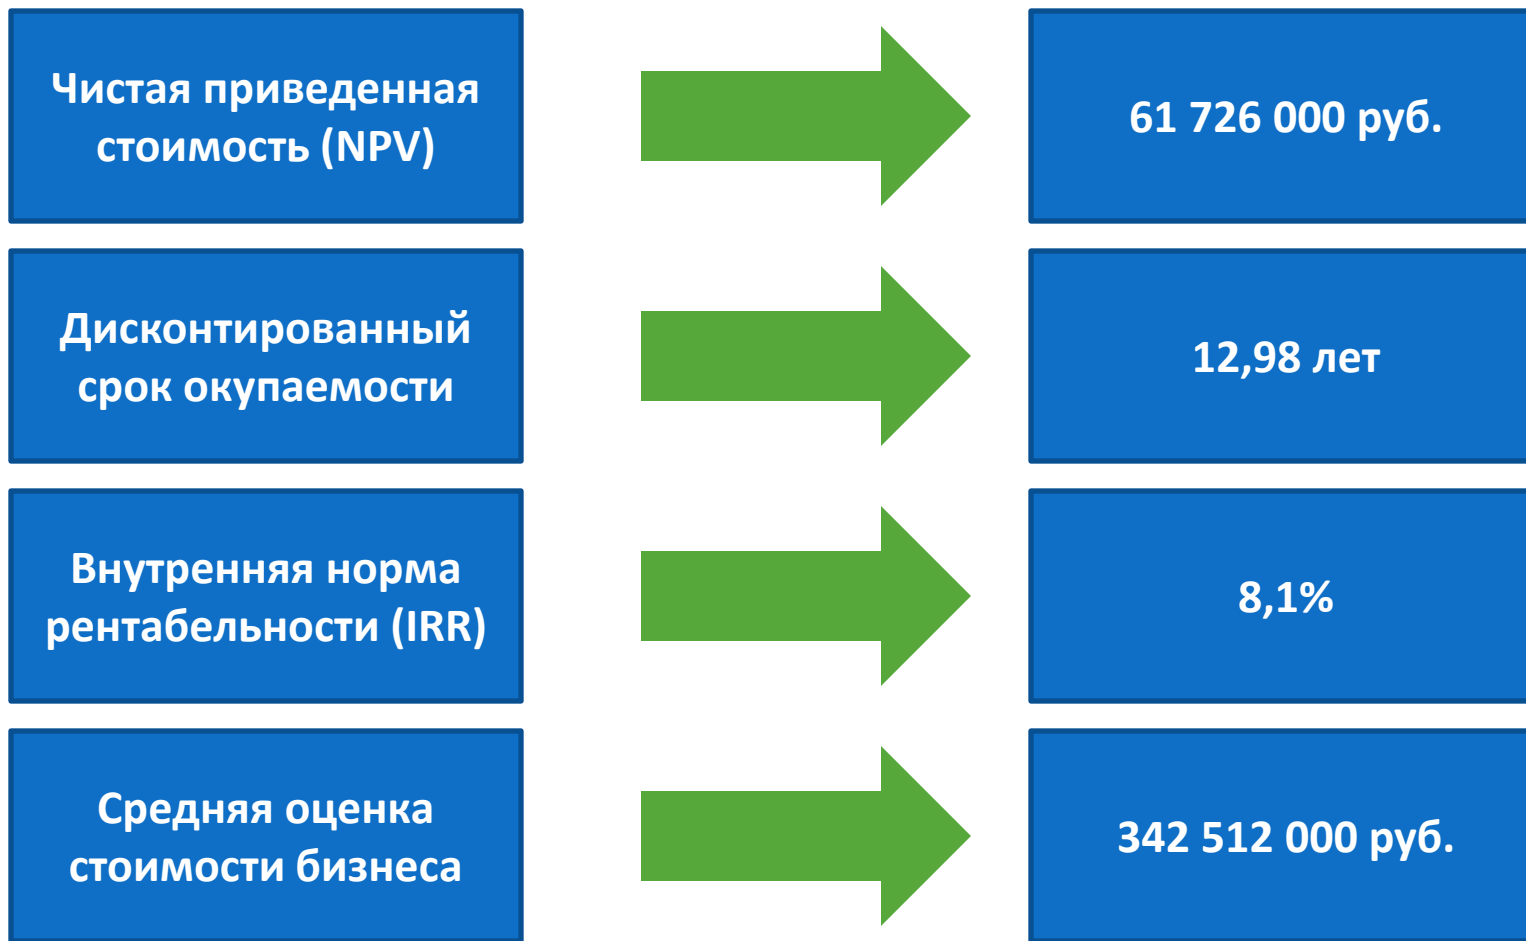 Чистая приведенная
стоимость (NPV)
61 726 000 руб.
Дисконтированный
срок окупаемости
12,98 лет
Внутренняя норма
рентабельности (IRR)
8,1%
Средняя оценка
стоимости бизнеса
342 512 000 руб.